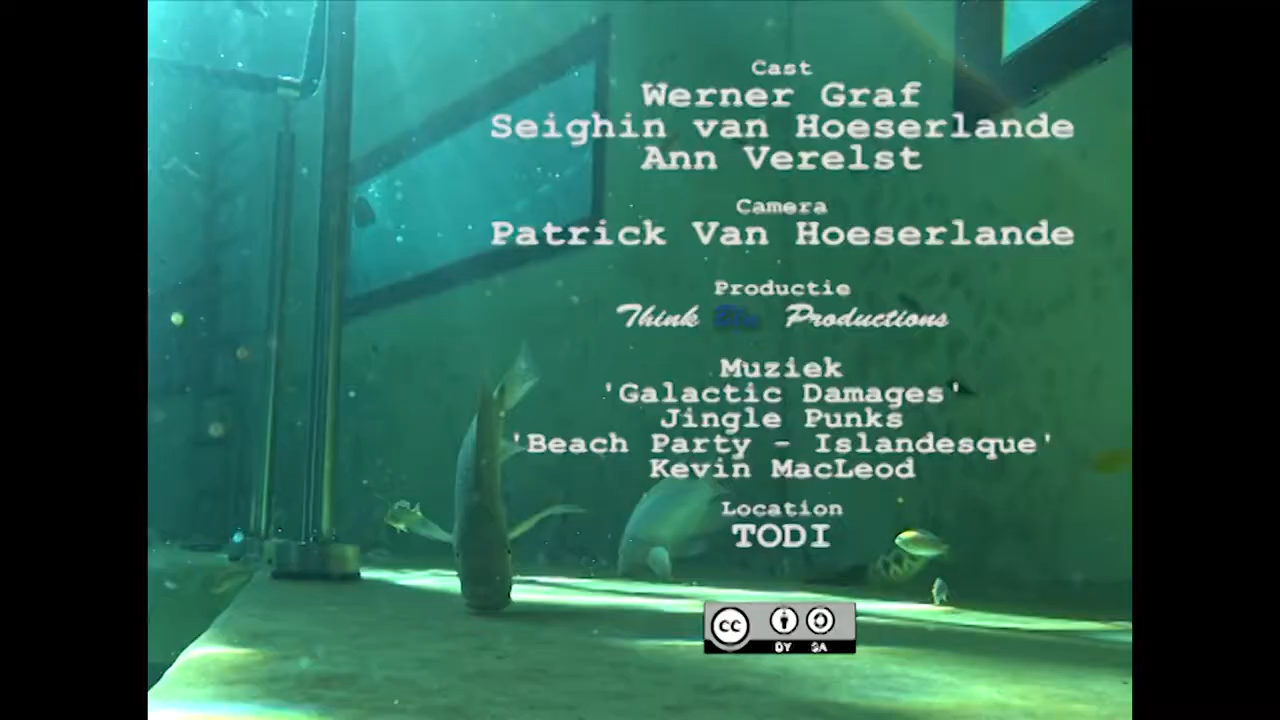 Cast
Werner Graf
Seighin van Hoeserlande
Ann Verelst
Camera
Patrick Van Hoeserlande
Productie
Think Productions
Muziek
'Galactic Damages'
Jingle Punks
'Beach Party - Islandesque'
Kevin MacLeod
Location
TODI
cc
BY SA